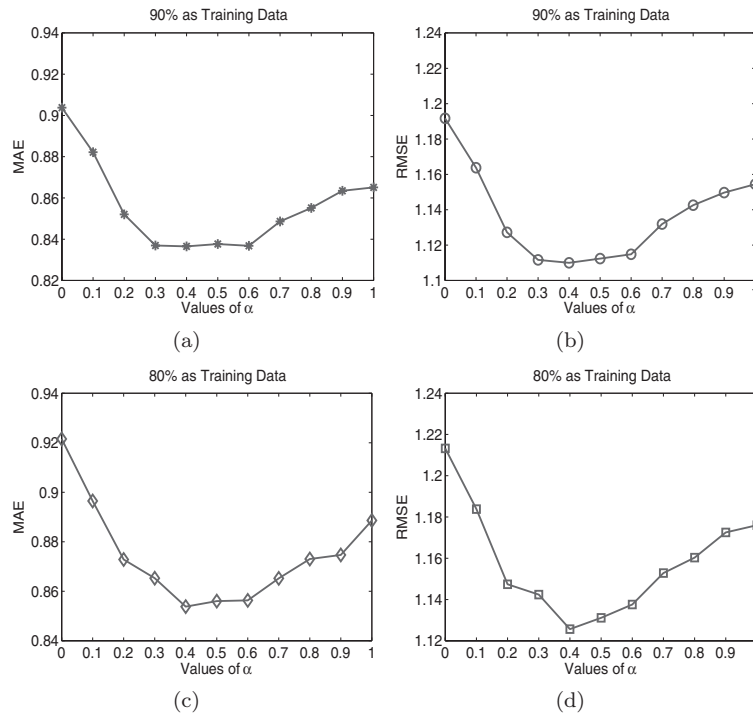 90% as Training Data
0.94
0.92
0.9
0.88
0.86
0.84
0.82
MAE
0 0.1 0.2 0.3 0.4 0.5 0.6 0.7 0.8 0.9 1
Values of α
(a)
90% as Training Data
1.24
1.22
1.2
1.18
1.16
1.14
1.12
1.1
RMSE
0 0.1 0.2 0.3 0.4 0.5 0.6 0.7 0.8 0.9 1
Values of α
(b)
80% as Training Data
0.94
0.92
0.9
0.88
0.86
0.84
MAE
0 0.1 0.2 0.3 0.4 0.5 0.6 0.7 0.8 0.9 1
Values of α
(c)
80% as Training Data
1.24
1.22
1.2
1.18
1.16
1.14
1.12
RMSE
0 0.1 0.2 0.3 0.4 0.5 0.6 0.7 0.8 0.9
Values of α
(d)